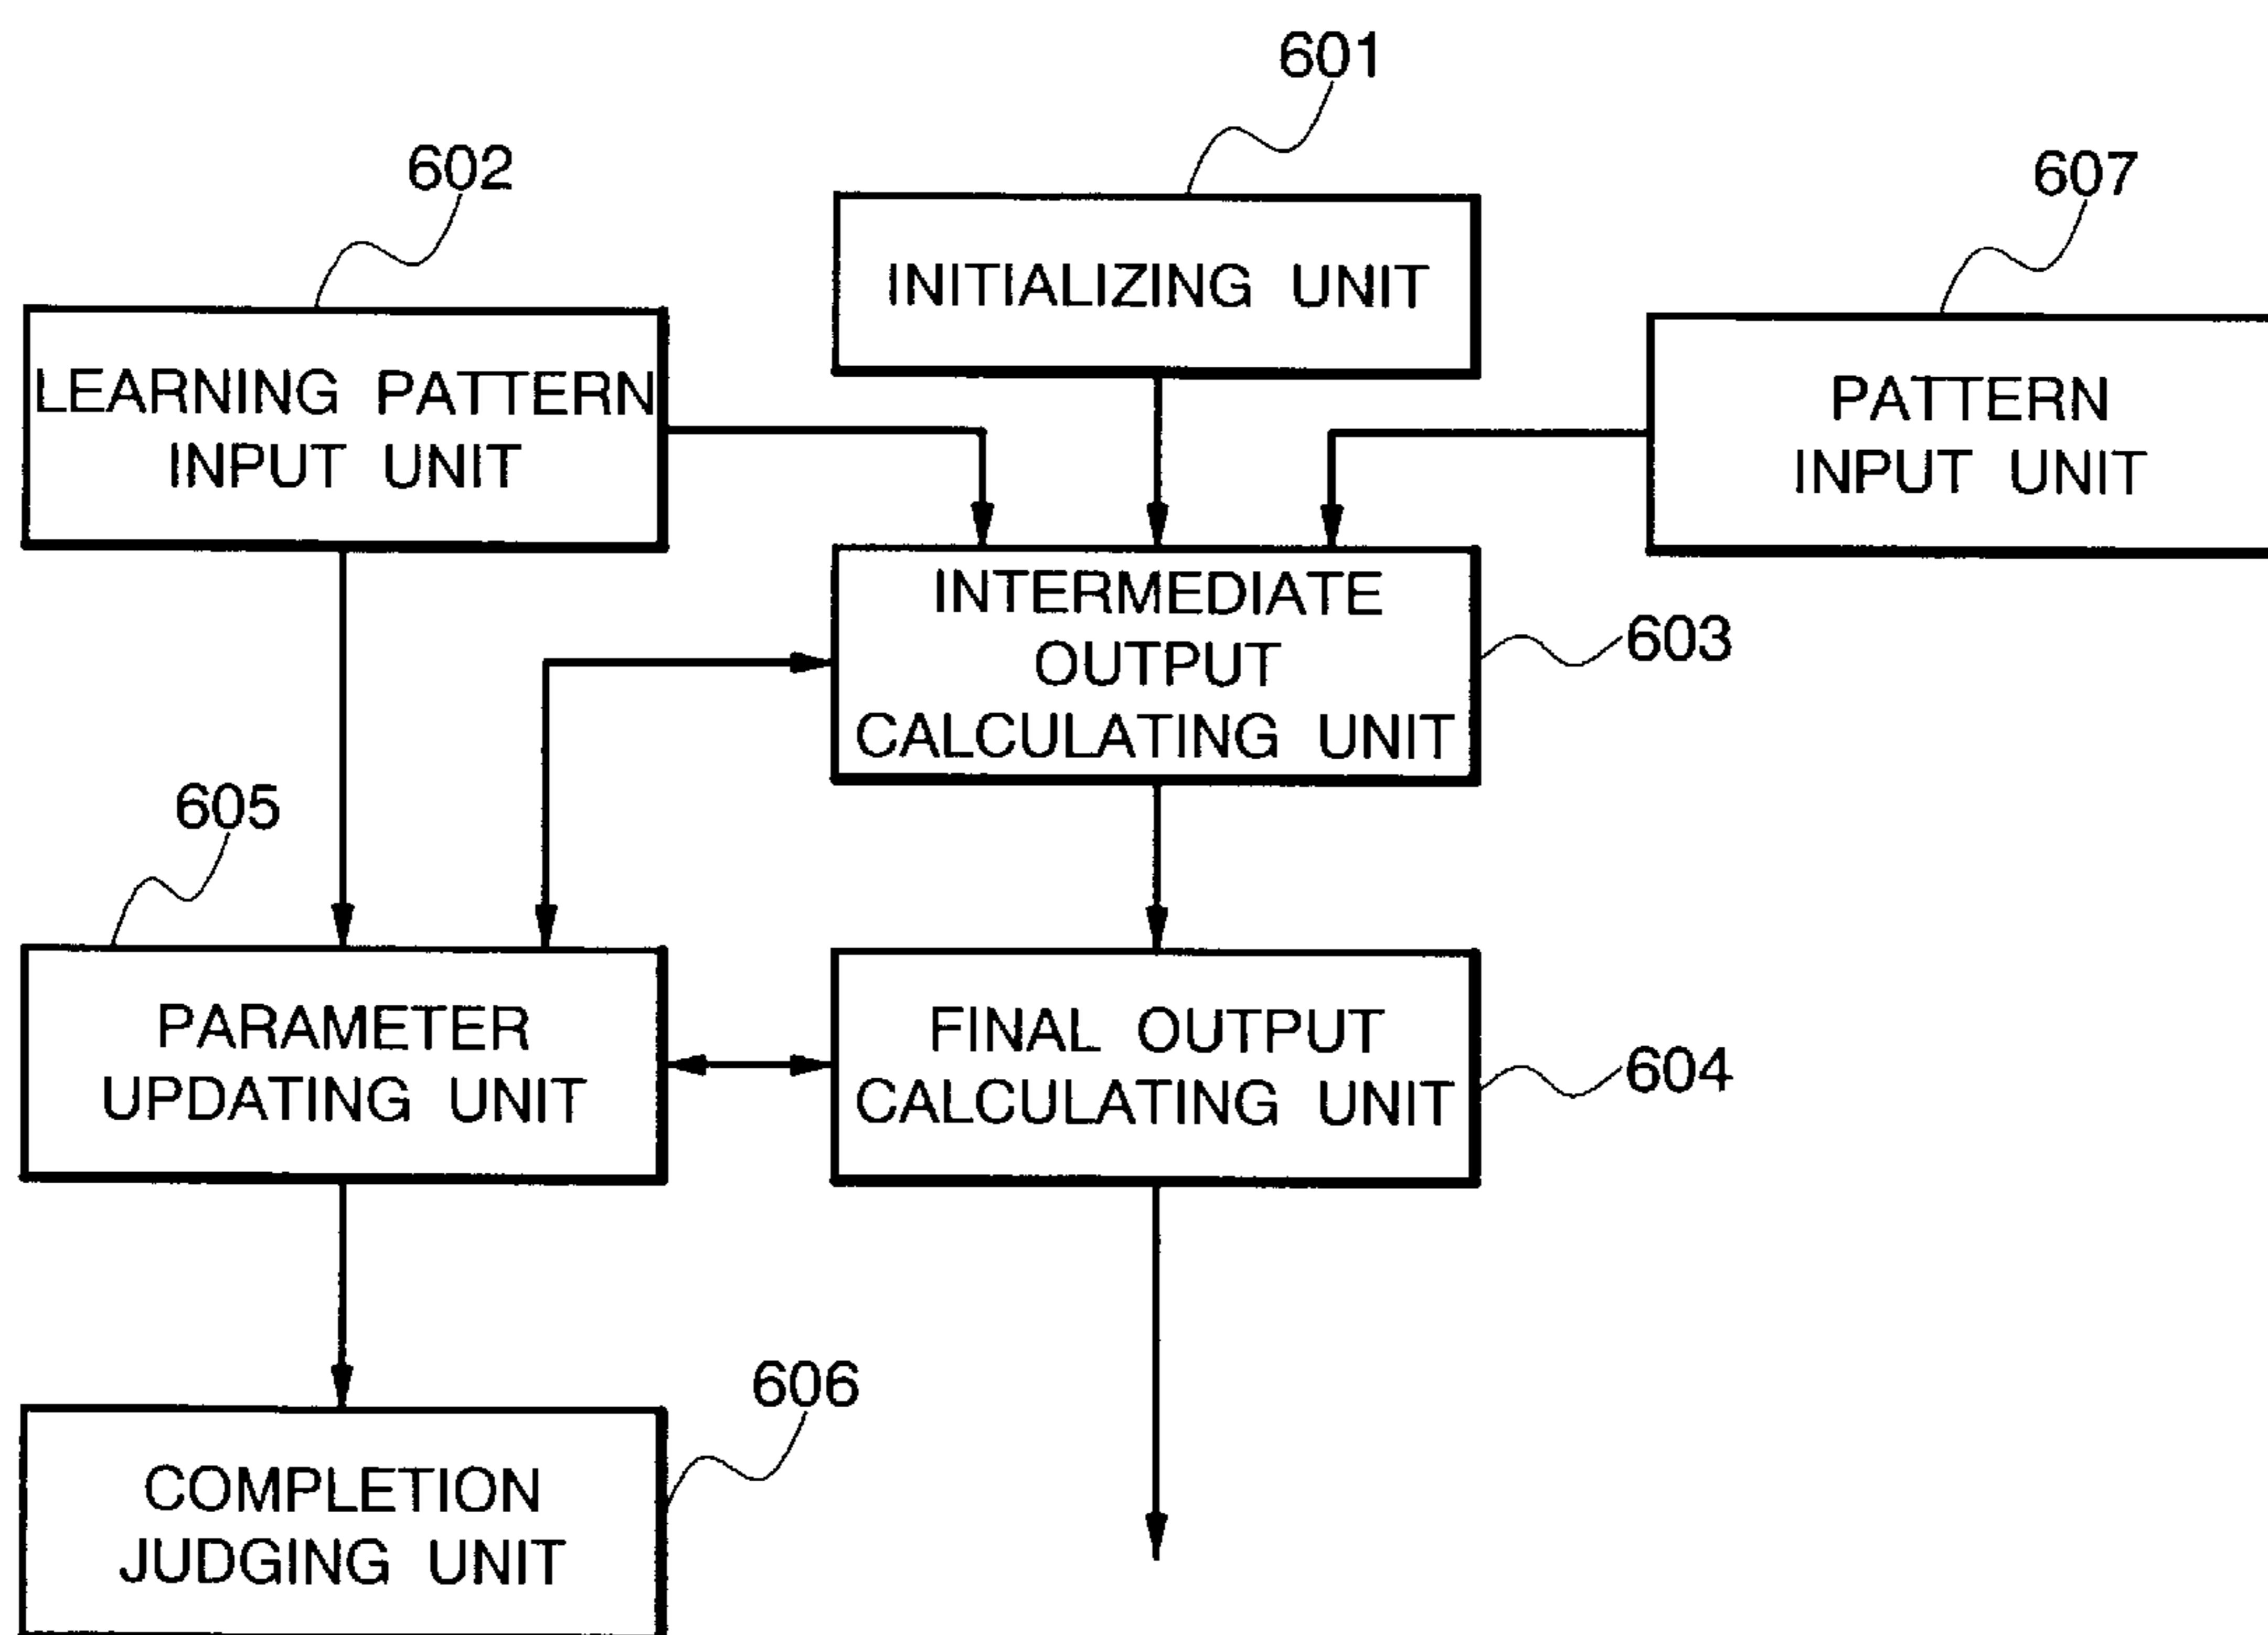 601
602
607
INITIALIZING UNIT
LEARNING PATTERN
INPUT UNIT
PATTERN
INPUT UNIT
INTERMEDIATE
OUTPUT
CALCULATING UNIT
603
605
PARAMETER
UPDATING UNIT
FINAL OUTPUT
CALCULATING UNIT
604
606
COMPLETION
JUDGING UNIT